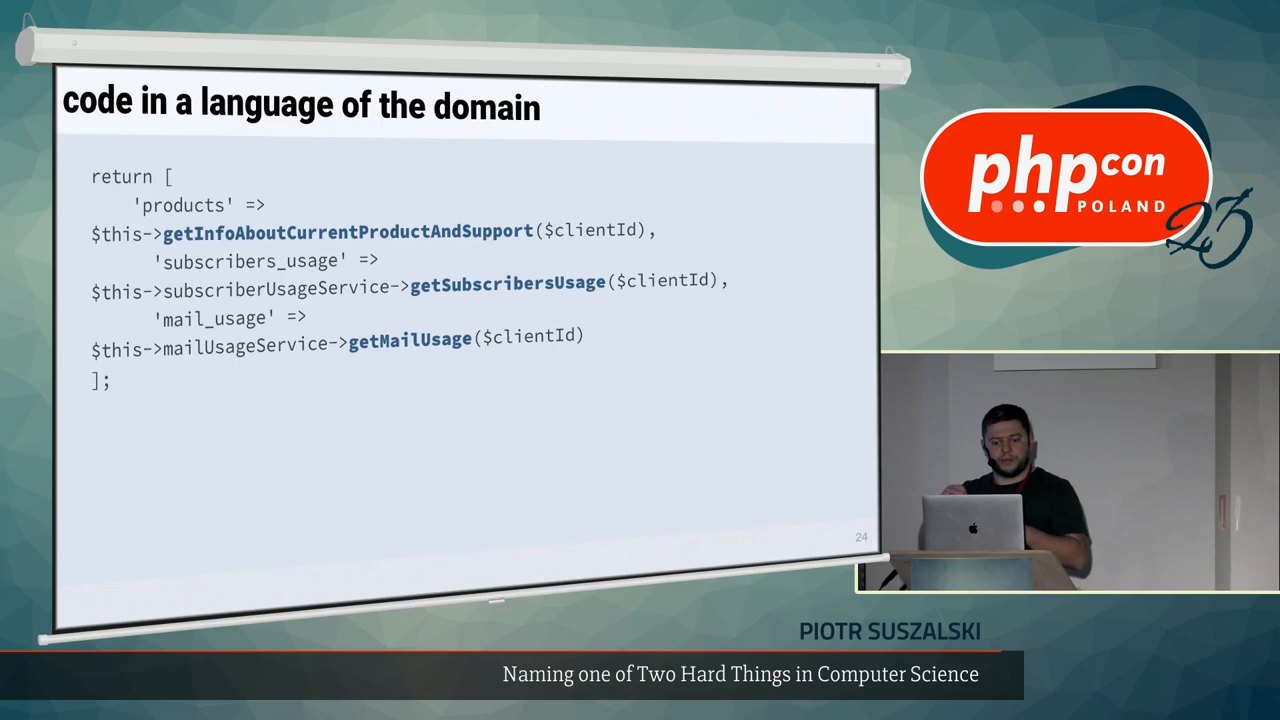 code in a language of the domain
return [
'products' =>
$this->getInfoAboutCurrentProductAndSupport($clientId),
'subscribers_usage' =>
$this->subscriberUsageService->getSubscribersUsage($clientId),
'mail_usage' =>
$this->mailUsageService->getMailUsage($clientId)
];
24
php con
POLAND
23
PIOTR SUSZALSKI
Naming one of Two Hard Things in Computer Science